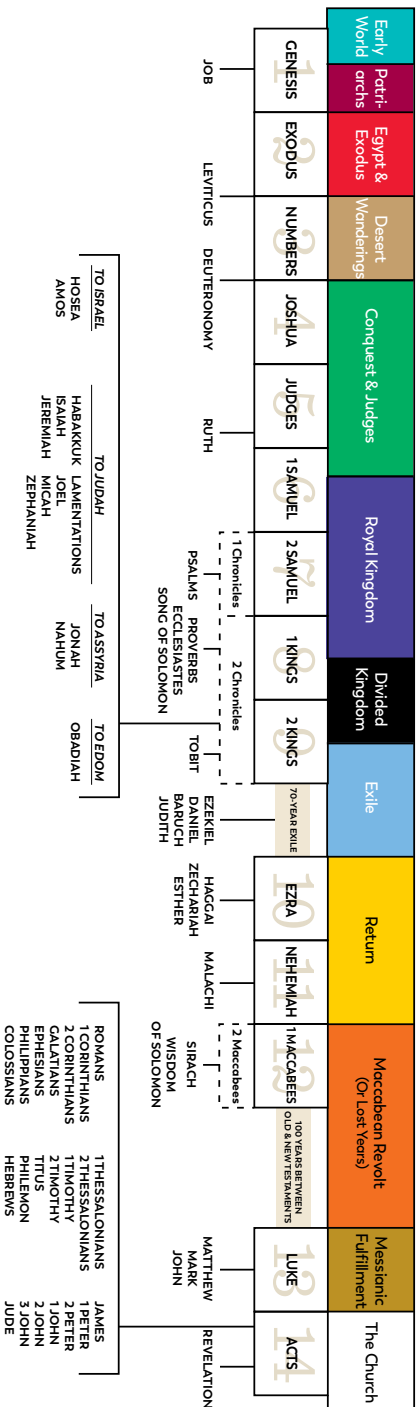 Early
World
Patri-
archs
Egypt &
Exodus
Desert
Wanderings
Conquest & Judges
Royal Kingdom
Divided
Kingdom
Exile
Return
Maccabean Revolt
(Or Lost Years)
Messianic
Fulfillment
The Church
1
GENESIS
2
EXODUS
3
NUMBERS
4
JOSHUA
5
JUDGES
6
1 SAMUEL
7
2 SAMUEL
8
1 KINGS
9
2 KINGS
70-YEAR EXILE
10
EZRA
11
NEHEMIAH
12
1 MACCABEES
100 YEARS BETWEEN
OLD & NEW TESTAMENTS
13
LUKE
14
ACTS
1 Chronicles
2 Chronicles
2 Maccabees
JOB
LEVITICUS
DEUTERONOMY
RUTH
PSALMS
PROVERBS
ECCLESIASTES
SONG OF SOLOMON
TOBIT
EZEKIEL
DANIEL
BARUCH
JUDITH
HAGGAI
ZECHARIAH
ESTHER
MALACHI
SIRACH
WISDOM
OF SOLOMON
MATTHEW
MARK
JOHN
REVELATION
TO ISRAEL
HOSEA
AMOS
TO JUDAH
HABAKKUK
ISAIAH
JEREMIAH
LAMENTATIONS
JOEL
MICAH
ZEPHANIAH
TO ASSYRIA
JONAH
NAHUM
TO EDOM
OBADIAH
ROMANS
1 CORINTHIANS
2 CORINTHIANS
GALATIANS
EPHESIANS
PHILIPPIANS
COLOSSIANS
1 THESSALONIANS
2 THESSALONIANS
1 TIMOTHY
2 TIMOTHY
TITUS
PHILEMON
HEBREWS
JAMES
1 PETER
2 PETER
1 JOHN
2 JOHN
3 JOHN
JUDE